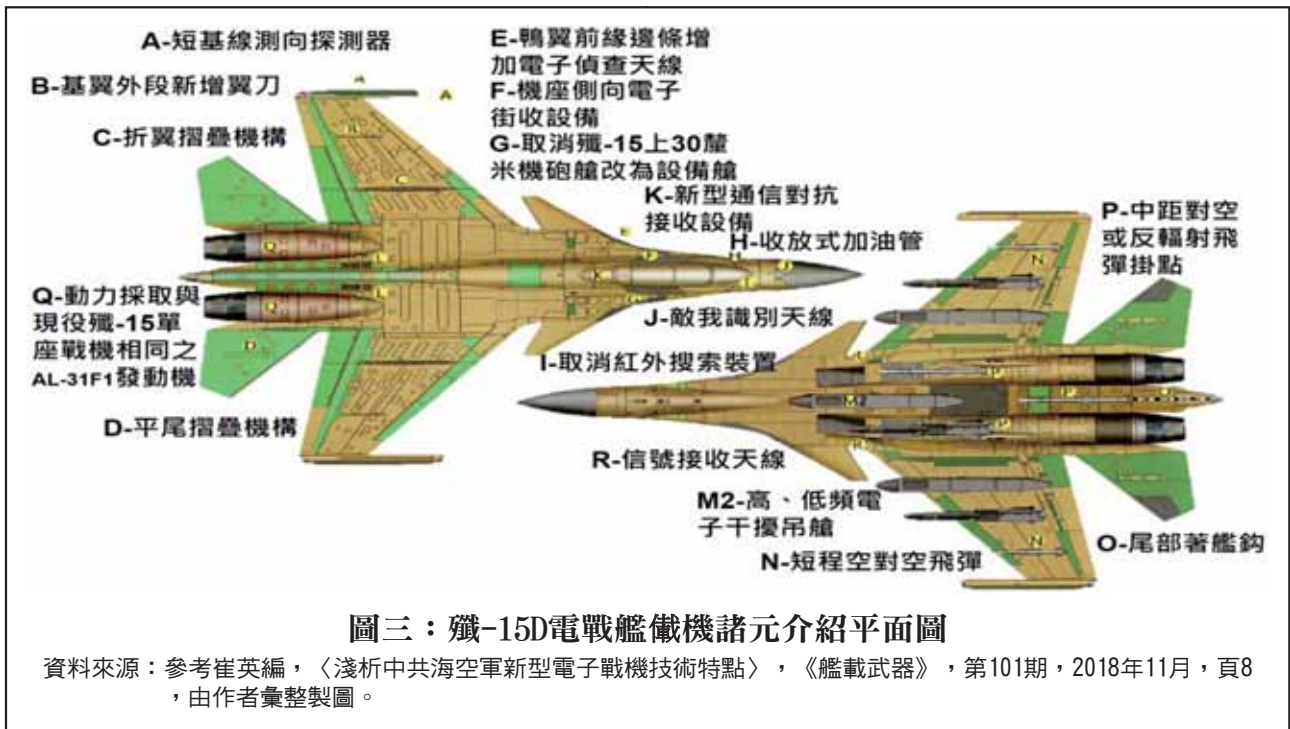 A-短基線測向探測器
B-基翼外段新增翼刀
C-折翼摺疊機構
E-鴨翼前緣邊條增
加電子偵查天線
F-機座側向電子
街收設備
G-取消殲-15上30釐
米機砲艙改為設備艙
K-新型通信對抗
接收設備
H-收放式加油管
P-中距對空
或反輻射飛
彈掛點
Q-動力採取與
現役殲-15單
座戰機相同之
AL-31F1發動機
J-敵我識別天線
I-取消紅外搜索裝置
D-平尾摺疊機構
R-信號接收天線
M2-高、低頻電
子干擾吊艙
N-短程空對空飛彈
O-尾部著艦鈎
圖三：殲-15D電戰艦儎機諸元介紹平面圖
資料來源：參考崔英編，〈淺析中共海空軍新型電子戰機技術特點〉，《艦載武器》，第101期，2018年11月，頁8
，由作者彙整製圖。